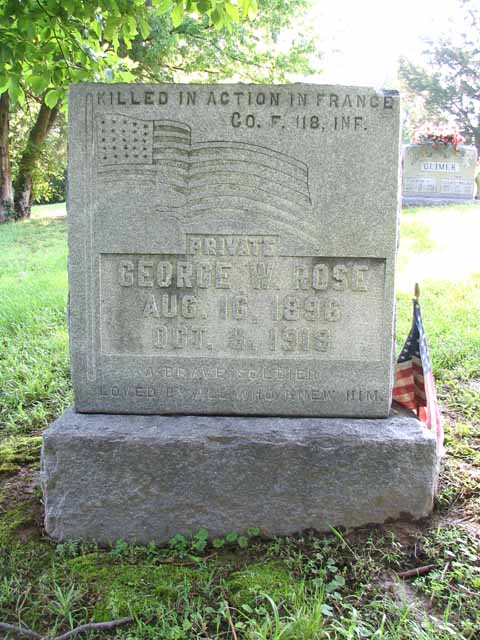 KILLED IN ACTION IN FRANCE
CO. F. 118, INF.
PRIVATE
GEORGE W. ROSE
AUG. 16, 1896
OCT. 8, 1918
A BRAVE SOLDIER
LOVED BY ALL WHO KNEW HIM.